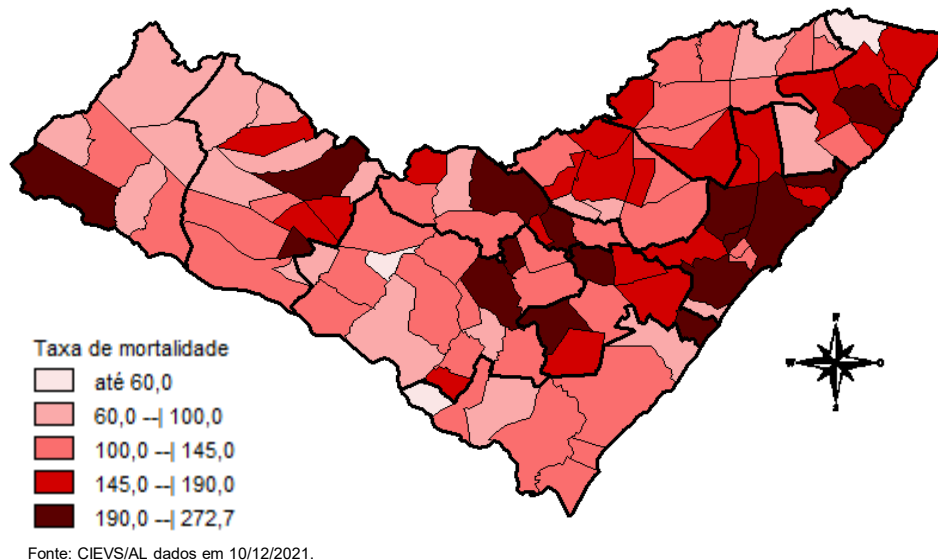 Taxa de mortalidade
até 60,0
60,0 --| 100,0
100,0 --| 145,0
145,0 --| 190,0
190,0 --| 272,7
N
W
O
S
Fonte: CIEVS/AL dados em 10/12/2021.